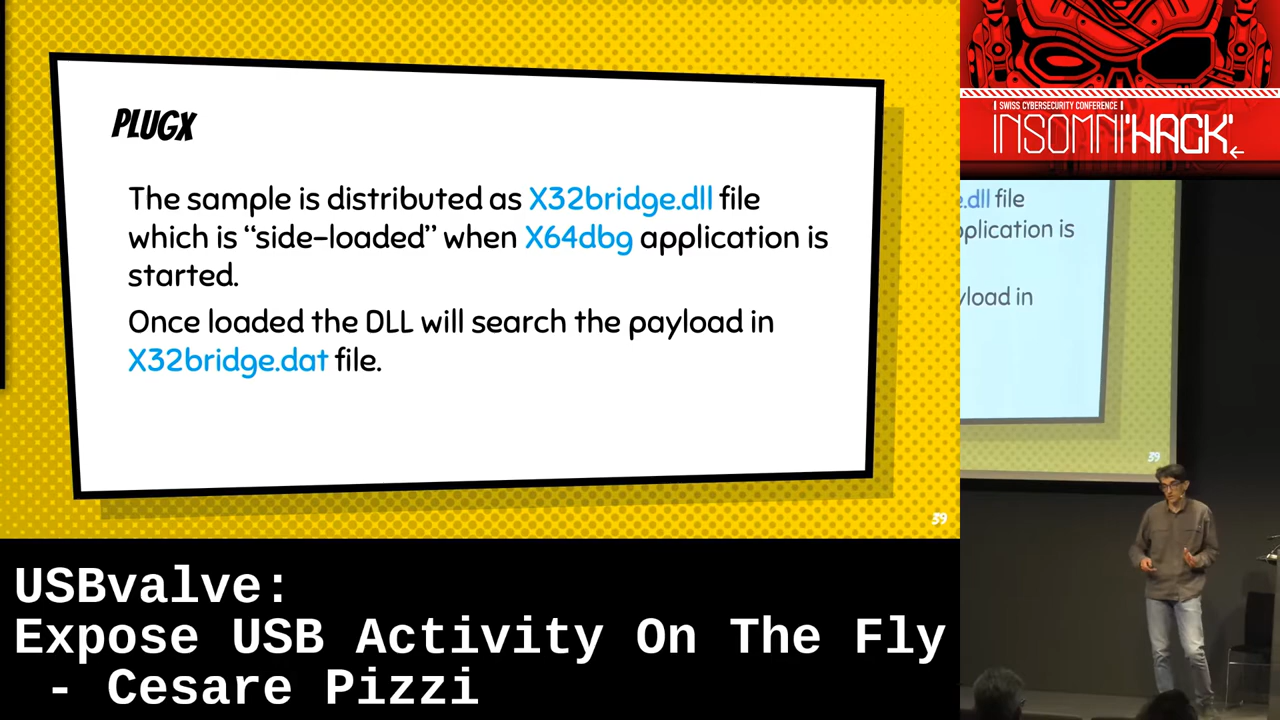 PLUGX
The sample is distributed as X32bridge.dll file
which is “side-loaded” when X64dbg application is
started.
Once loaded the DLL will search the payload in
X32bridge.dat file.
39
SWISS CYBERSECURITY CONFERENCE
INSOMNI'HACK'
e.dll file
pplication is
yload in
39
USBvalve:
Expose USB Activity On The Fly
- Cesare Pizzi